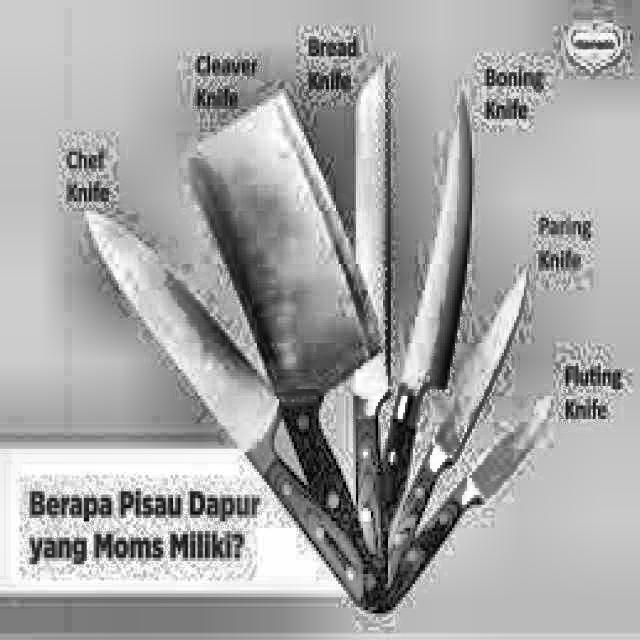 Cleaver
Knife
Bread
Knife
Boning
Knife
Chef
Knife
Paring
Knife
Fluting
Knife
Berapa Pisau Dapur
yang Moms Miliki?